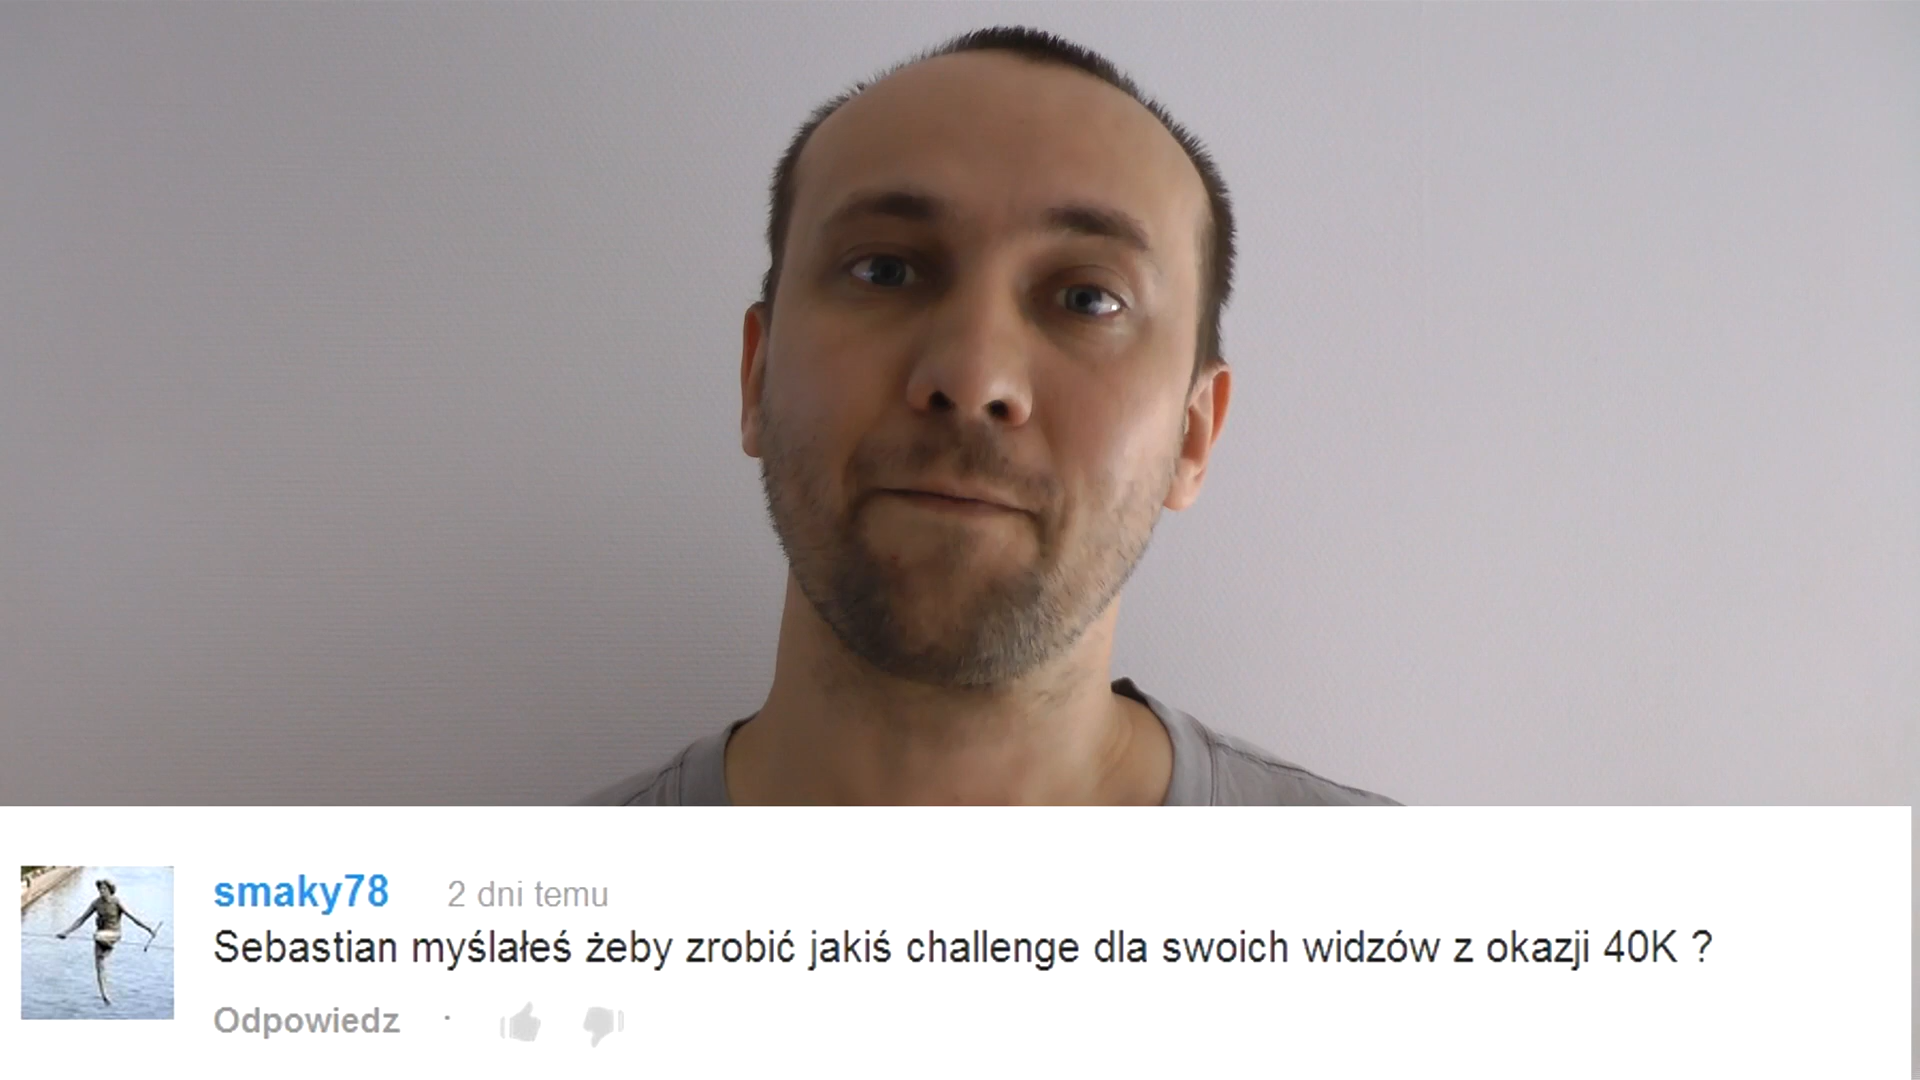 smaky78 2 dni temu
Sebastian myślałeś żeby zrobić jakiś challenge dla swoich widzów z okazji 40K ?
Odpowiedz ·